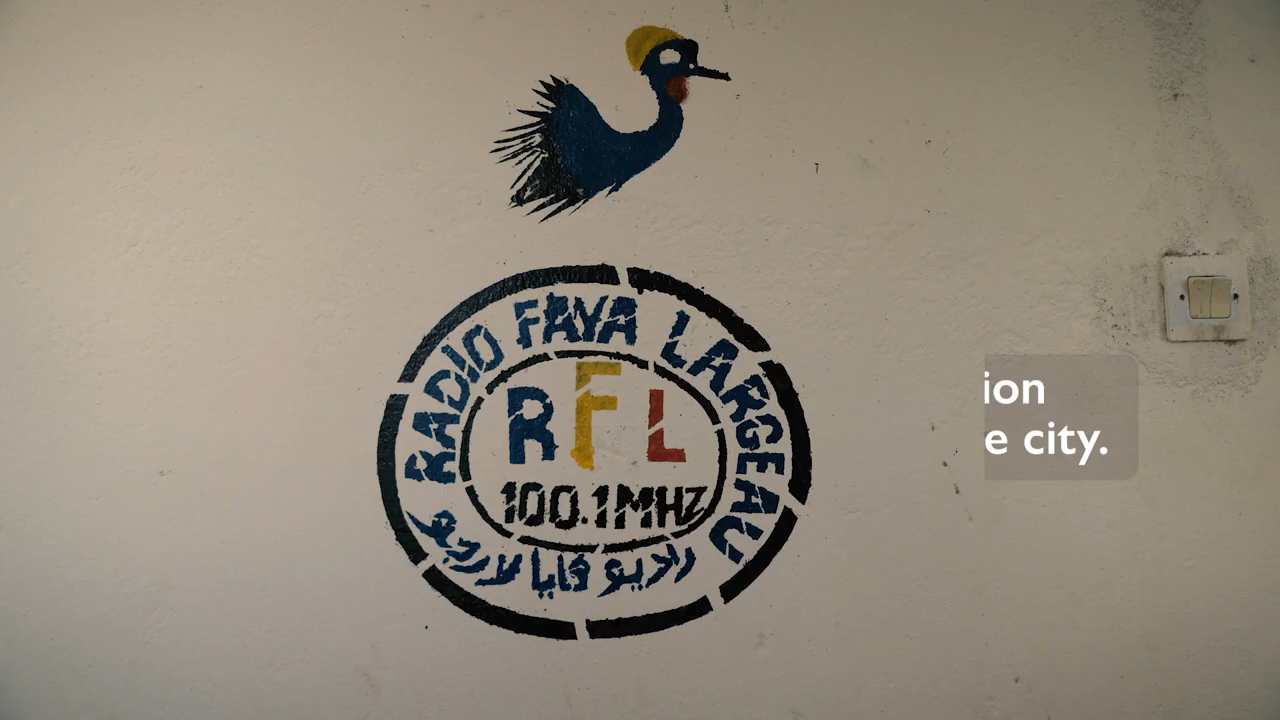 RADIO FAYA LARGEAU
RFL
100.1MHZ
راديو فايا لارجو
ion
e city.